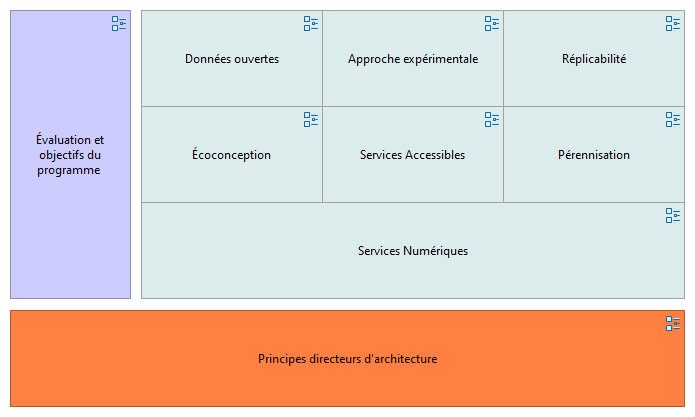 Évaluation et
objectifs du
programme
Données ouvertes
Approche expérimentale
Réplicabilité
Écoconception
Services Accessibles
Pérennisation
Services Numériques
Principes directeurs d'architecture